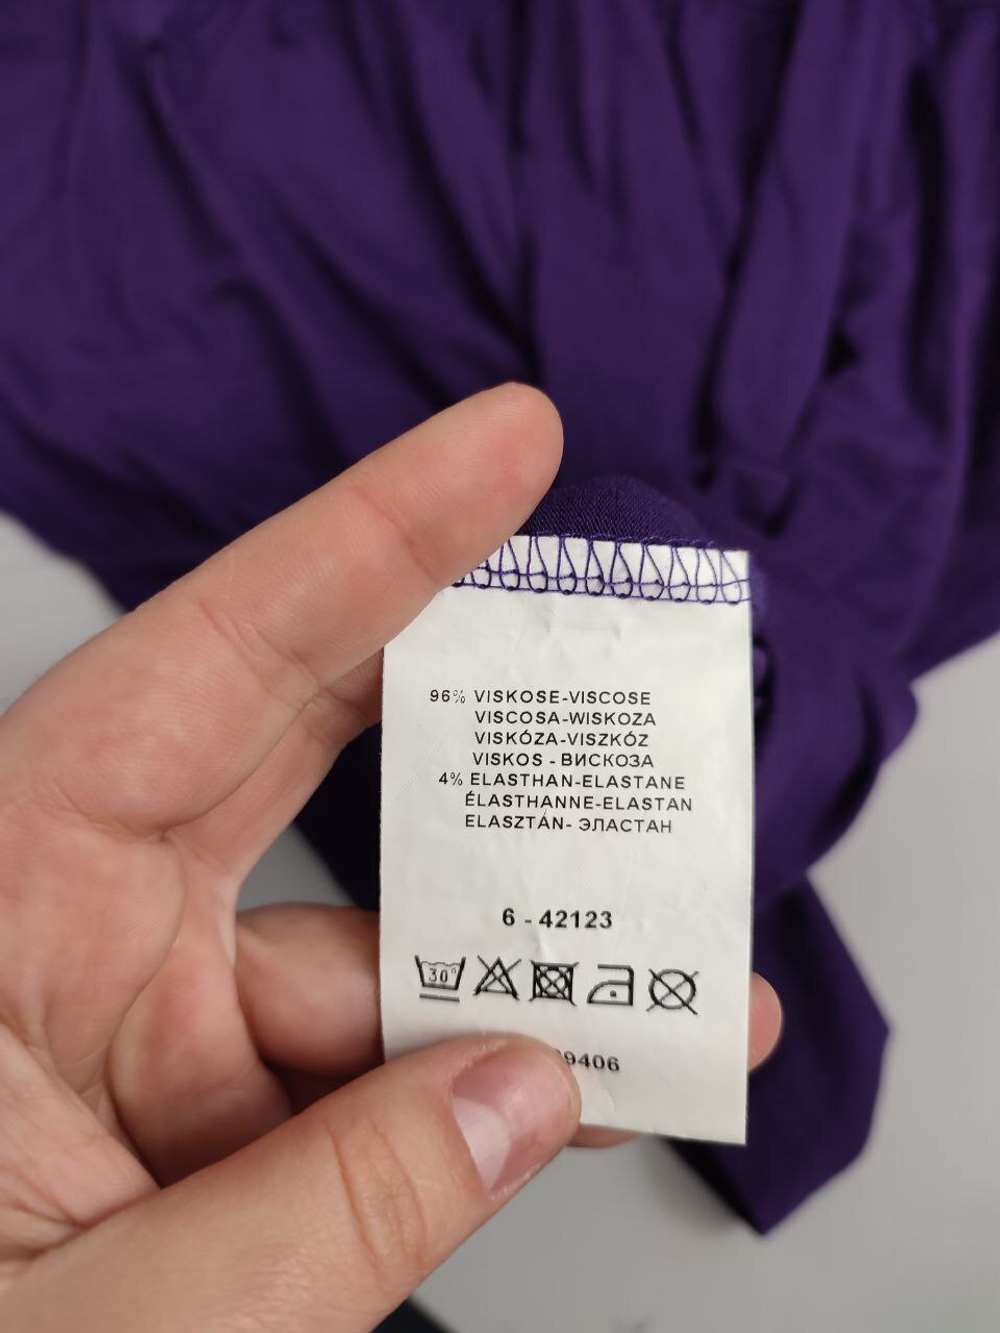 96% VISKOSE-VISCOSE
VISCOSA-WISKOZA
VISKÓZA-VISZKÓZ
VISKOS - ВИСКОЗА
4% ELASTHAN-ELASTANE
ÉLASTHANNE-ELASTAN
ELASZTÁN- ЭЛАСТАН
6 - 42123
30°
9406